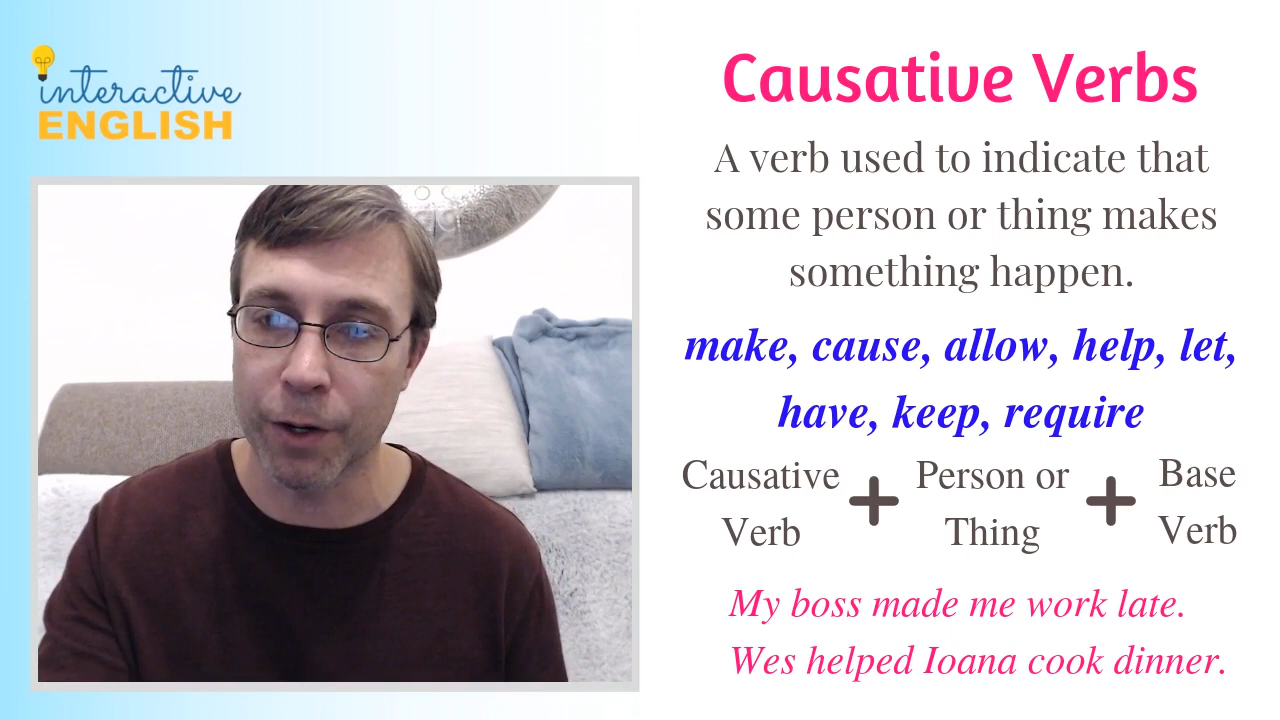 interactive
ENGLISH
Causative Verbs
A verb used to indicate that
some person or thing makes
something happen.
make, cause, allow, help, let,
have, keep, require
Causative + Person or + Base
Verb Thing Verb
My boss made me work late.
Wes helped Ioana cook dinner.